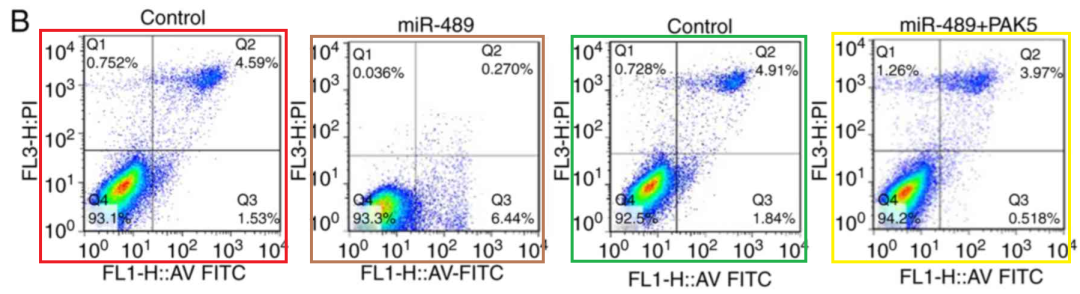 B
Control
10⁴
10³
10²
10¹
10⁰
Q1
0.752%
Q2
4.59%
Q4
93.1%
Q3
1.53%
10⁰ 10¹ 10² 10³ 10⁴
FL3-H:PI
FL1-H::AV FITC
miR-489
10⁴
10³
10²
10¹
10⁰
Q1
0.036%
Q2
0.270%
Q4
93.3%
Q3
6.44%
10⁰ 10¹ 10² 10³ 10⁴
FL3-H:PI
FL1-H::AV-FITC
Control
10⁴
10³
10²
10¹
10⁰
Q1
0.728%
Q2
4.91%
Q4
92.5%
Q3
1.84%
10⁰ 10¹ 10² 10³ 10⁴
FL3-H:PI
FL1-H::AV FITC
miR-489+PAK5
10⁴
10³
10²
10¹
10⁰
Q1
1.26%
Q2
3.97%
Q4
94.2%
Q3
0.518%
10⁰ 10¹ 10² 10³ 10⁴
FL3-H:PI
FL1-H::AV FITC